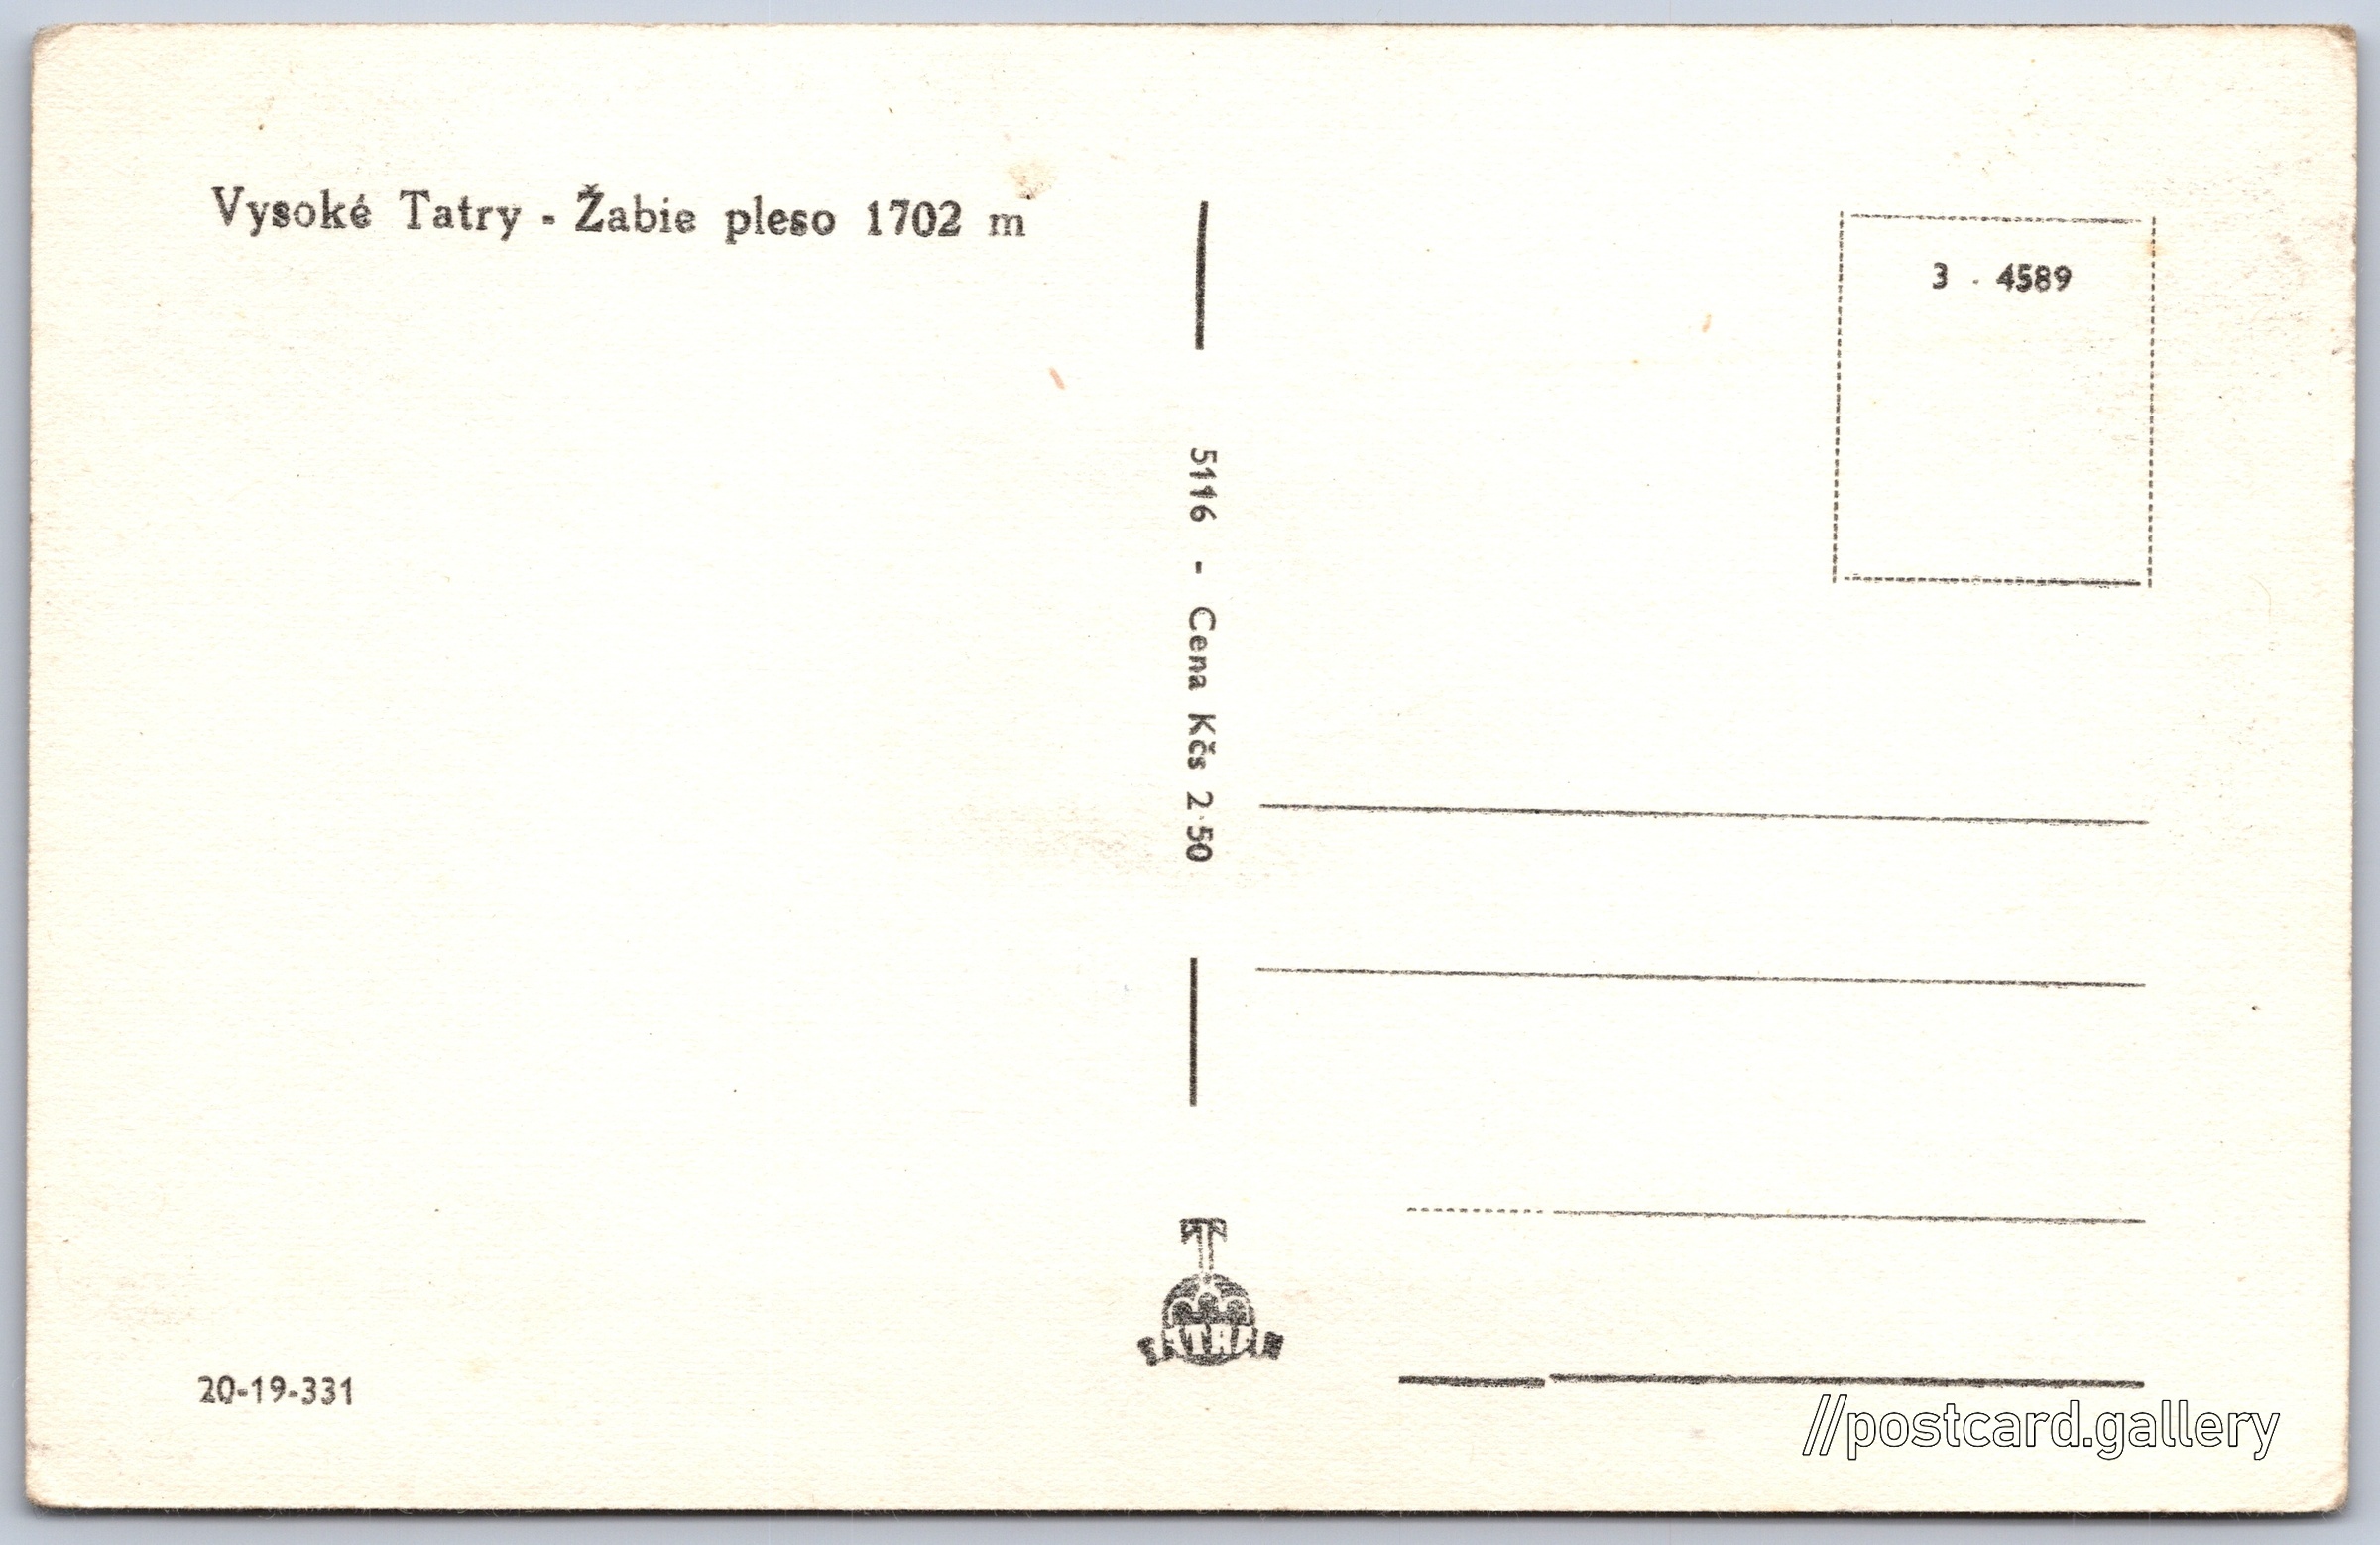 Vysoké Tatry - Žabie pleso 1702 m
3 - 4589
5116 - Cena Kčs 2·50
20-19-331
//postcard.gallery